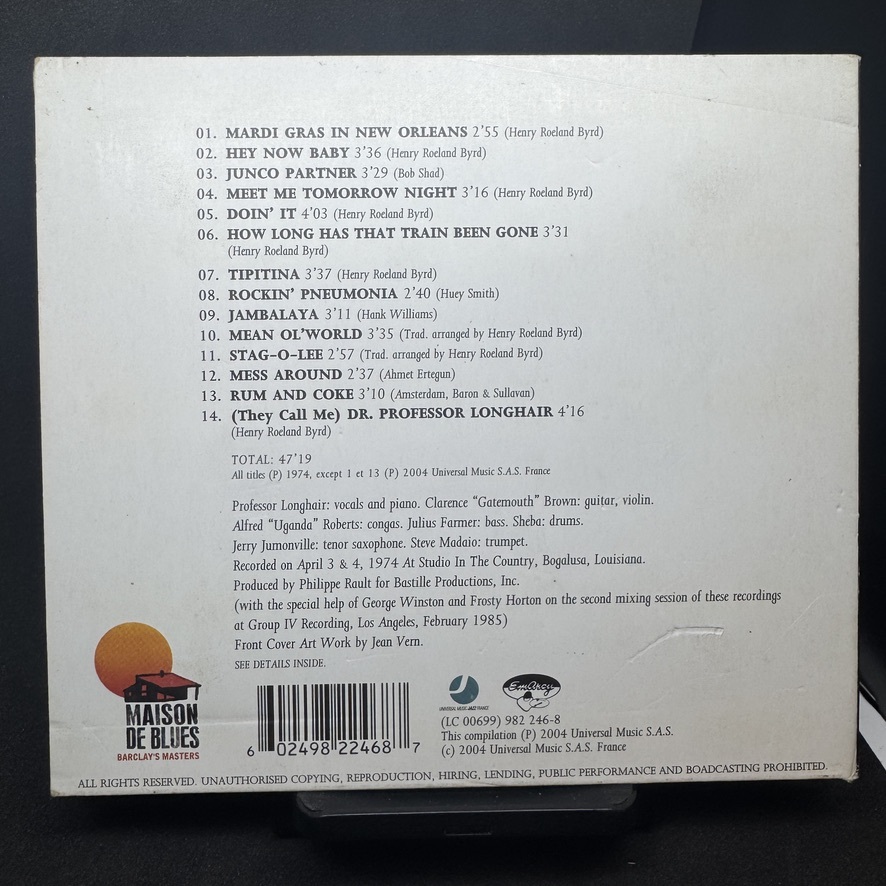 01. MARDI GRAS IN NEW ORLEANS 2'55 (Henry Roeland Byrd)
02. HEY NOW BABY 3'36 (Henry Roeland Byrd)
03. JUNCO PARTNER 3'29 (Bob Shad)
04. MEET ME TOMORROW NIGHT 3'16 (Henry Roeland Byrd)
05. DOIN' IT 4'03 (Henry Roeland Byrd)
06. HOW LONG HAS THAT TRAIN BEEN GONE 3'31
(Henry Roeland Byrd)
07. TIPITINA 3'37 (Henry Roeland Byrd)
08. ROCKIN' PNEUMONIA 2'40 (Huey Smith)
09. JAMBALAYA 3'11 (Hank Williams)
10. MEAN OL'WORLD 3'35 (Trad. arranged by Henry Roeland Byrd)
11. STAG-O-LEE 2'57 (Trad. arranged by Henry Roeland Byrd)
12. MESS AROUND 2'37 (Ahmet Ertegun)
13. RUM AND COKE 3'10 (Amsterdam, Baron & Sullavan)
14. (They Call Me) DR. PROFESSOR LONGHAIR 4'16
(Henry Roeland Byrd)
TOTAL: 47'19
All titles (P) 1974, except 1 et 13 (P) 2004 Universal Music S.A.S. France
Professor Longhair: vocals and piano. Clarence "Gatemouth" Brown: guitar, violin.
Alfred "Uganda" Roberts: congas. Julius Farmer: bass. Sheba: drums.
Jerry Jumonville: tenor saxophone. Steve Madaio: trumpet.
Recorded on April 3 & 4, 1974 At Studio In The Country, Bogalusa, Louisiana.
Produced by Philippe Rault for Bastille Productions, Inc.
(with the special help of George Winston and Frosty Horton on the second mixing session of these recordings
at Group IV Recording, Los Angeles, February 1985)
Front Cover Art Work by Jean Vern.
SEE DETAILS INSIDE.
MAISON
DE BLUES
BARCLAY'S MASTERS
6 02498 22468 7
UNIVERSAL MUSIC JAZZ FRANCE
EmArcy
(LC 00699) 982 246-8
This compilation (P) 2004 Universal Music S.A.S.
(c) 2004 Universal Music S.A.S. France
ALL RIGHTS RESERVED. UNAUTHORISED COPYING, REPRODUCTION, HIRING, LENDING, PUBLIC PERFORMANCE AND BOADCASTING PROHIBITED.